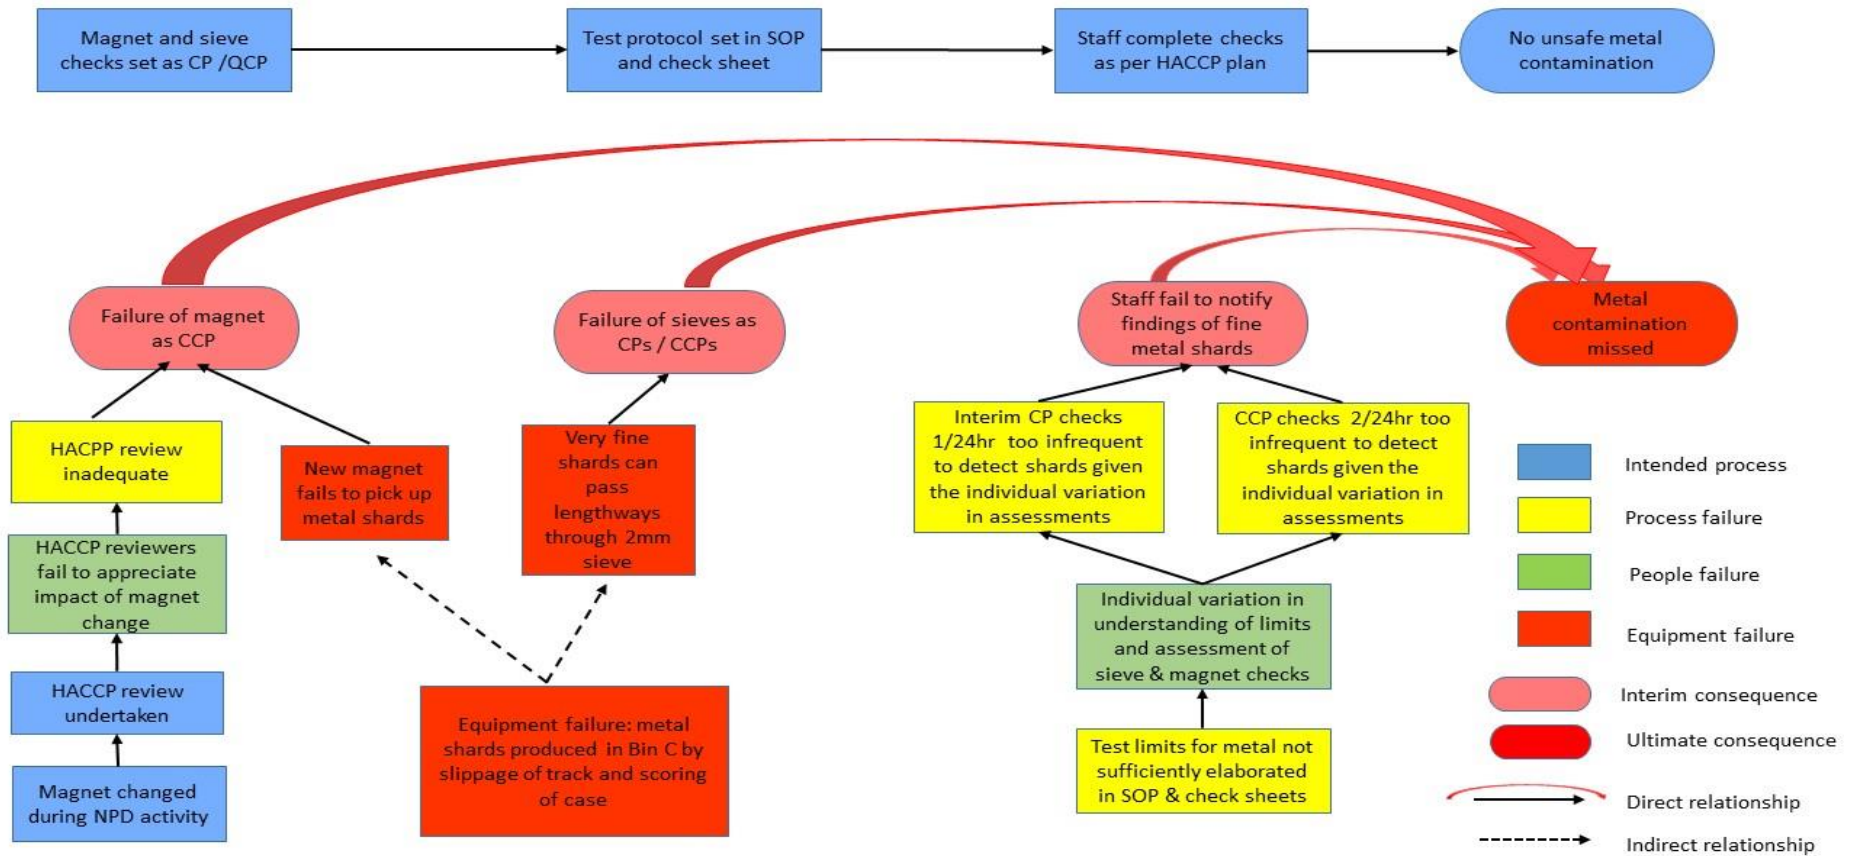 Magnet and sieve
checks set as CP /QCP
Test protocol set in SOP
and check sheet
Staff complete checks
as per HACCP plan
No unsafe metal
contamination
Failure of magnet
as CCP
Failure of sieves as
CPs / CCPs
Staff fail to notify
findings of fine
metal shards
Metal
contamination
missed
HACPP review
inadequate
New magnet
fails to pick up
metal shards
Very fine
shards can
pass
lengthways
through 2mm
sieve
Interim CP checks
1/24hr too infrequent
to detect shards given
the individual variation
in assessments
CCP checks 2/24hr too
infrequent to detect
shards given the
individual variation in
assessments
HACCP reviewers
fail to appreciate
impact of magnet
change
HACCP review
undertaken
Magnet changed
during NPD activity
Equipment failure: metal
shards produced in Bin C by
slippage of track and scoring
of case
Individual variation in
understanding of limits
and assessment of
sieve & magnet checks
Test limits for metal not
sufficiently elaborated
in SOP & check sheets
Intended process
Process failure
People failure
Equipment failure
Interim consequence
Ultimate consequence
Direct relationship
Indirect relationship